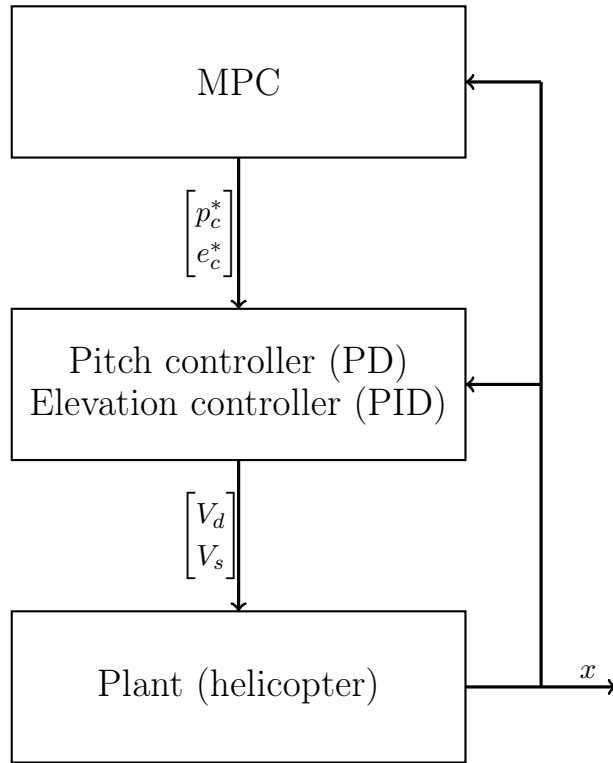 MPC
[p_c^*
e_c^*]
Pitch controller (PD)
Elevation controller (PID)
[V_d
V_s]
Plant (helicopter)
x